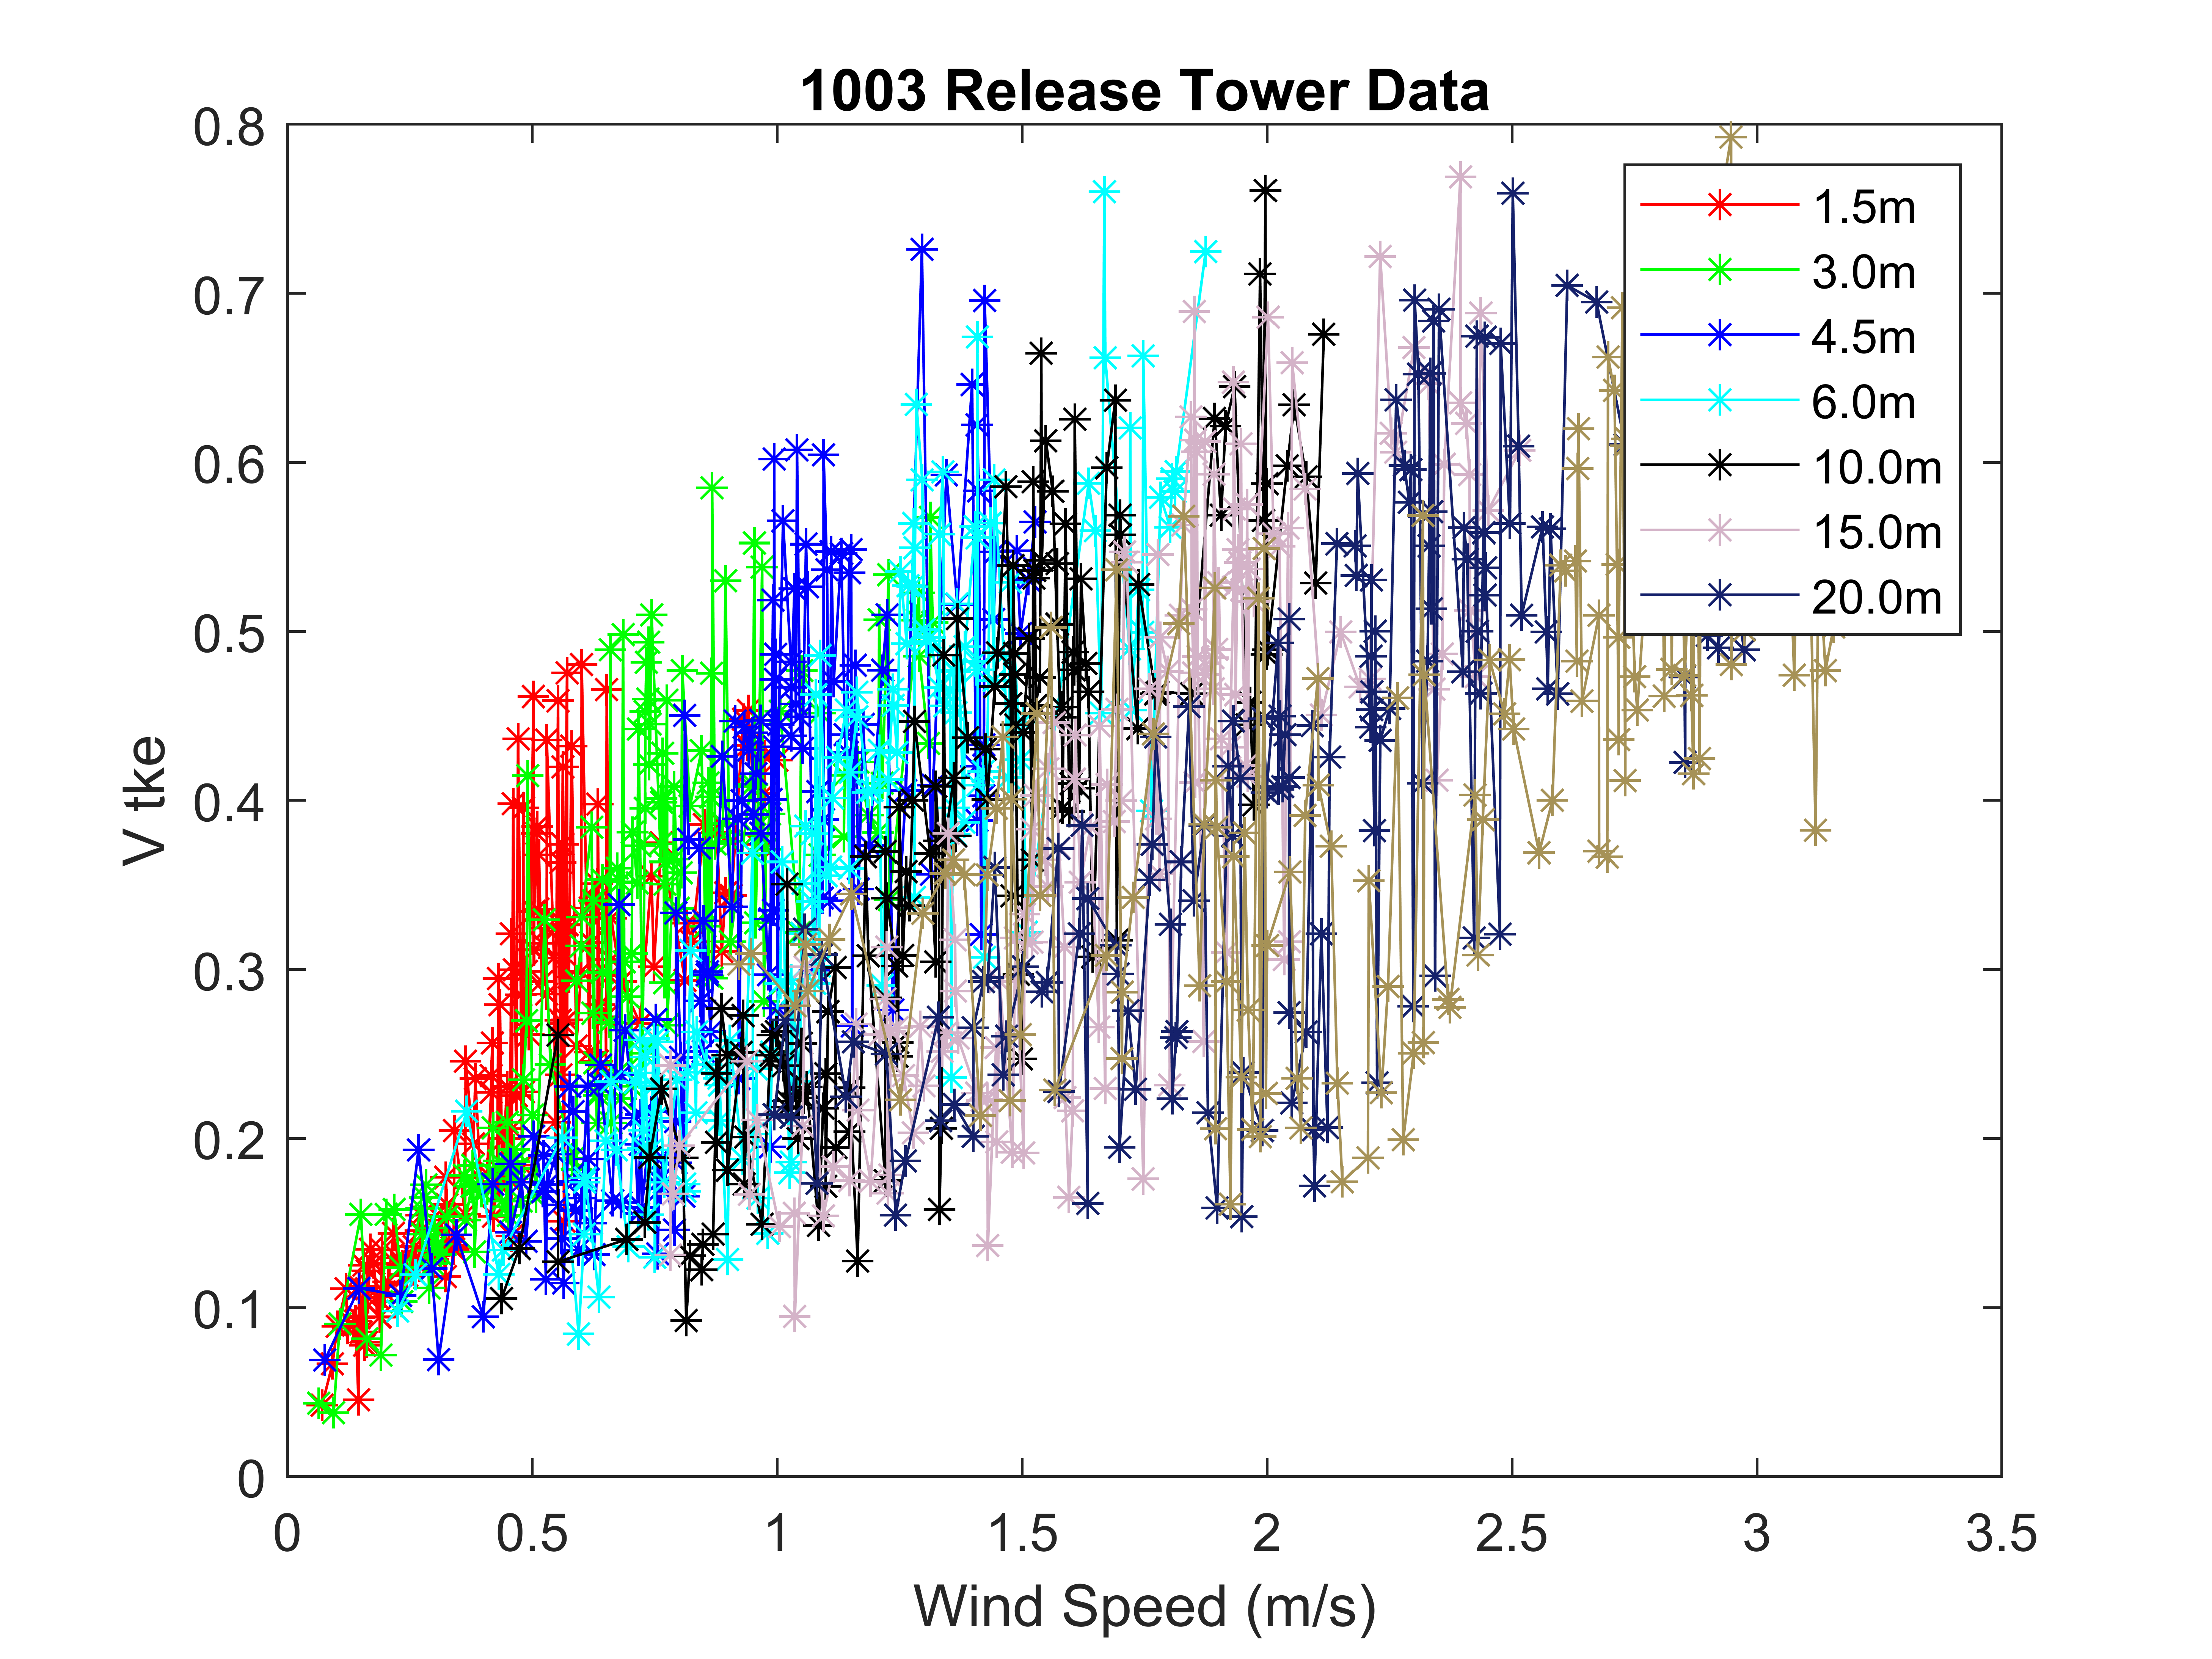 1003 Release Tower Data
0.8
0.7
0.6
0.5
0.4
0.3
0.2
0.1
0
V tke
1.5m
3.0m
4.5m
6.0m
10.0m
15.0m
20.0m
0 0.5 1 1.5 2 2.5 3 3.5
Wind Speed (m/s)